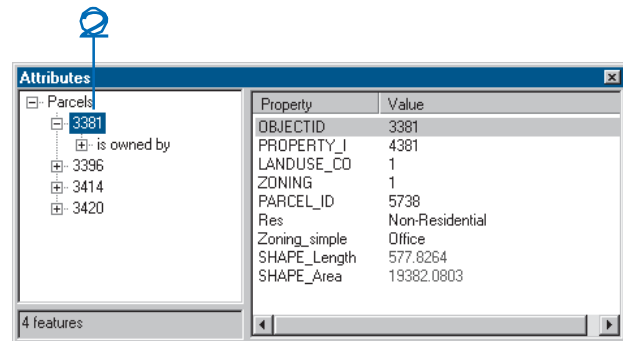 2
Attributes
Parcels
3381
is owned by
3396
3414
3420
4 features
Property Value
OBJECTID 3381
PROPERTY_I 4381
LANDUSE_CO 1
ZONING 1
PARCEL_ID 5738
Res Non-Residential
Zoning_simple Office
SHAPE_Length 577.8264
SHAPE_Area 19382.0803